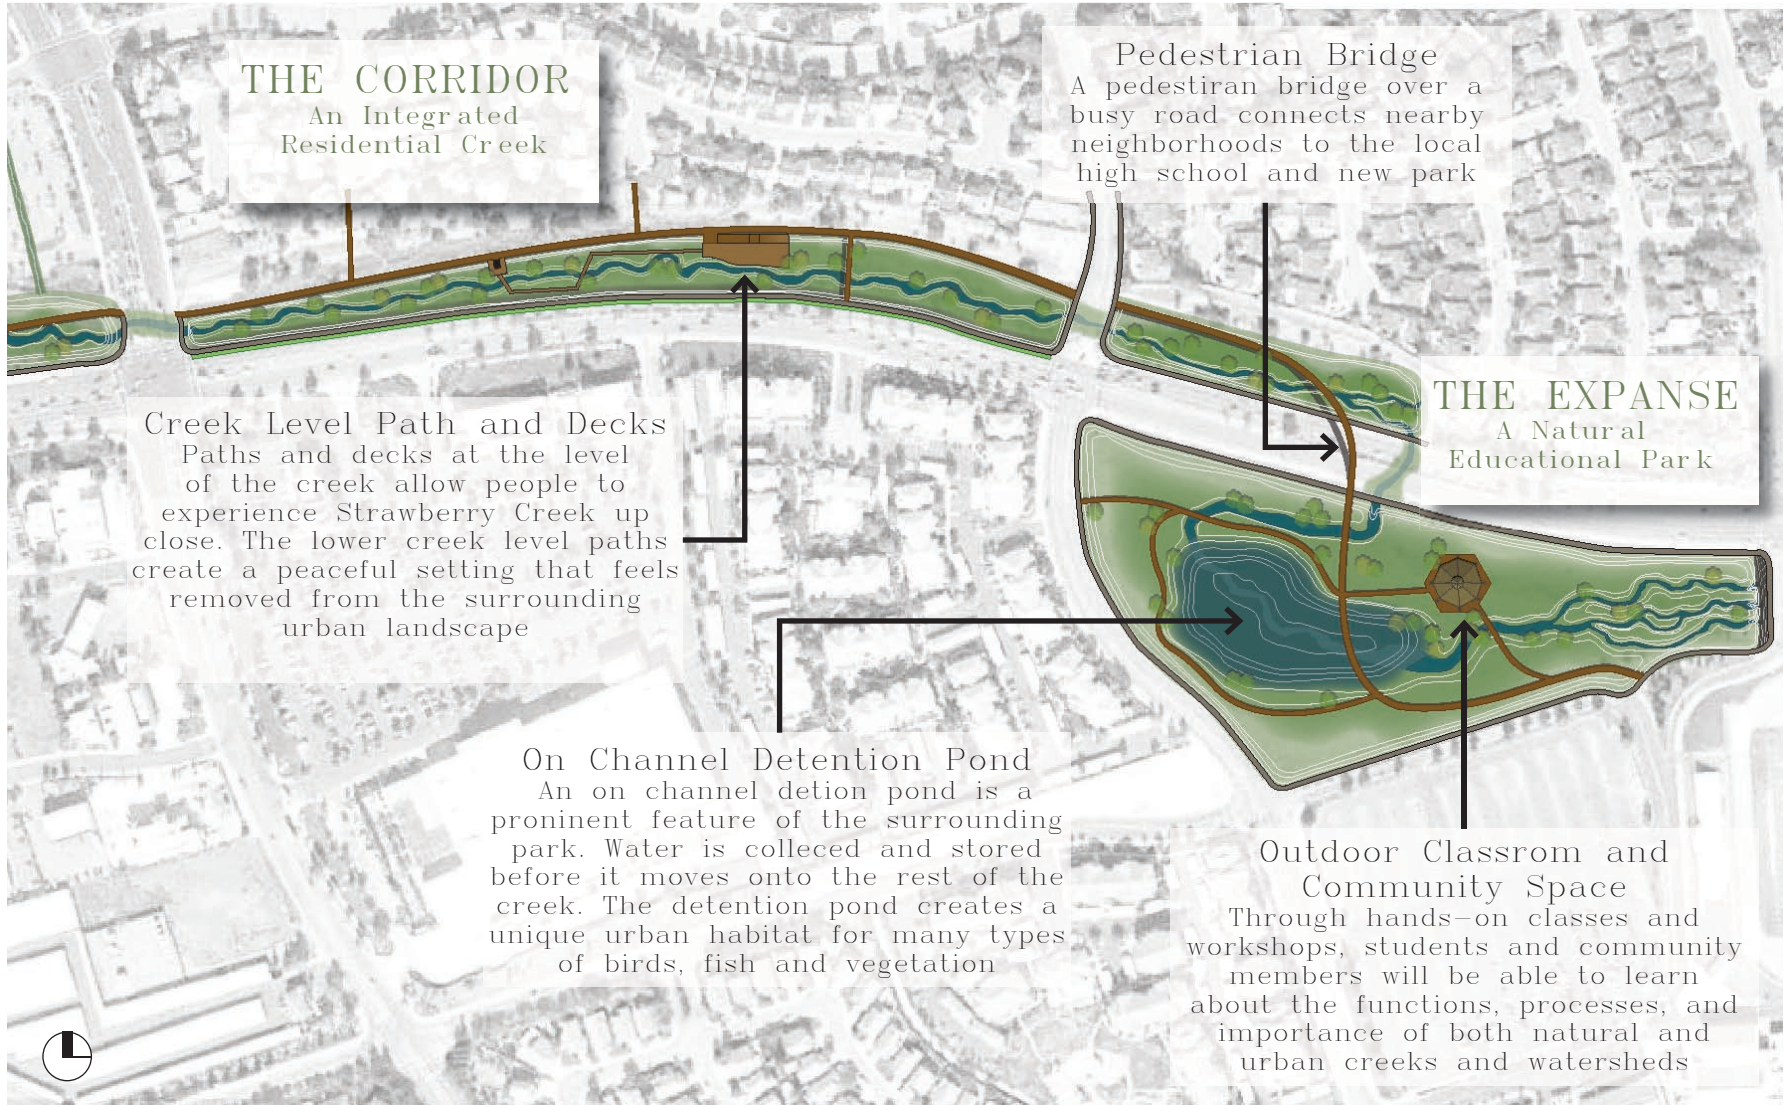 THE CORRIDOR
An Integrated
Residential Creek
Pedestrian Bridge
A pedestiran bridge over a
busy road connects nearby
neighborhoods to the local
high school and new park
THE EXPANSE
A Natural
Educational Park
Creek Level Path and Decks
Paths and decks at the level
of the creek allow people to
experience Strawberry Creek up
close. The lower creek level paths
create a peaceful setting that feels
removed from the surrounding
urban landscape
On Channel Detention Pond
An on channel detion pond is a
proninent feature of the surrounding
park. Water is colleced and stored
before it moves onto the rest of the
creek. The detention pond creates a
unique urban habitat for many types
of birds, fish and vegetation
Outdoor Classrom and
Community Space
Through hands-on classes and
workshops, students and community
members will be able to learn
about the functions, processes, and
importance of both natural and
urban creeks and watersheds